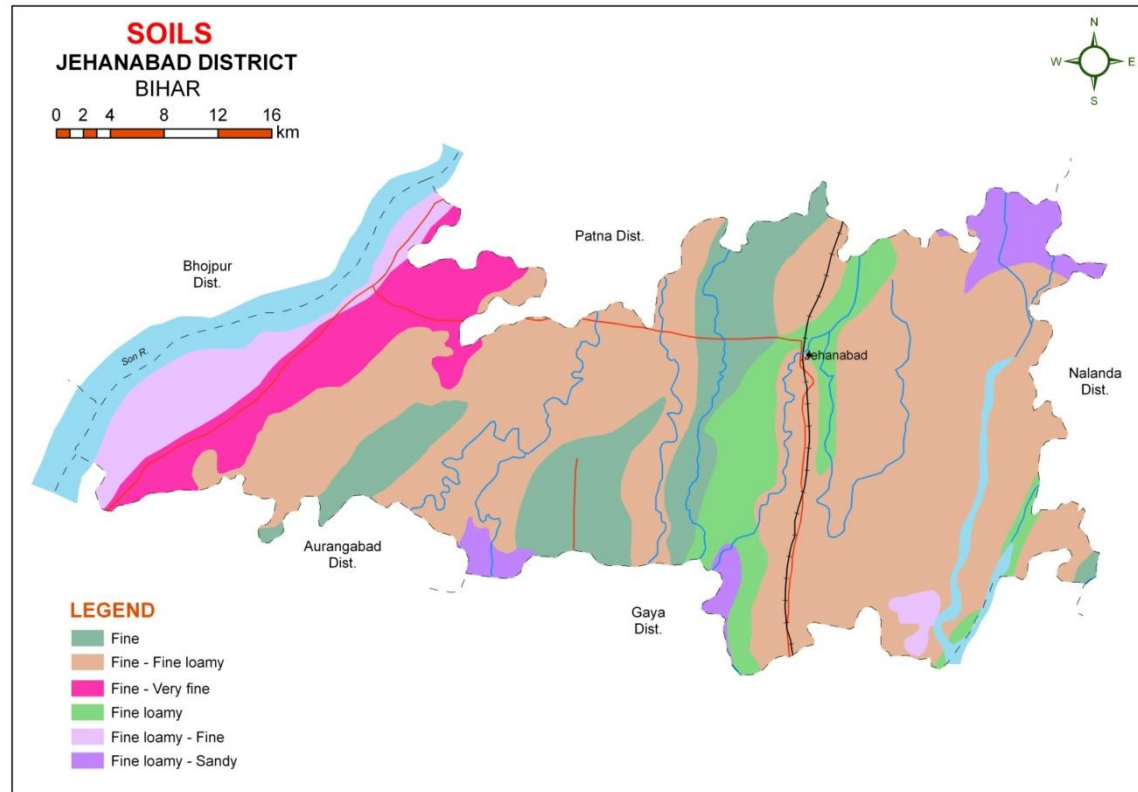 SOILS
JEHANABAD DISTRICT
BIHAR
0 2 4 8 12 16
km
N
W E
S
Patna Dist.
Bhojpur
Dist.
Son R.
Jehanabad
Nalanda
Dist.
Aurangabad
Dist.
Gaya
Dist.
LEGEND
Fine
Fine - Fine loamy
Fine - Very fine
Fine loamy
Fine loamy - Fine
Fine loamy - Sandy